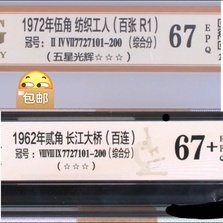 1972年伍角 纺织工人（百张 R1）
冠号：II IV VII 7727101-200（综合分）
（五星光辉☆☆☆）
67 E P Q
包邮
1962年贰角 长江大桥（百连）
冠号：VII VIII IX 7727101-200（综合分）
（☆☆☆）
67+